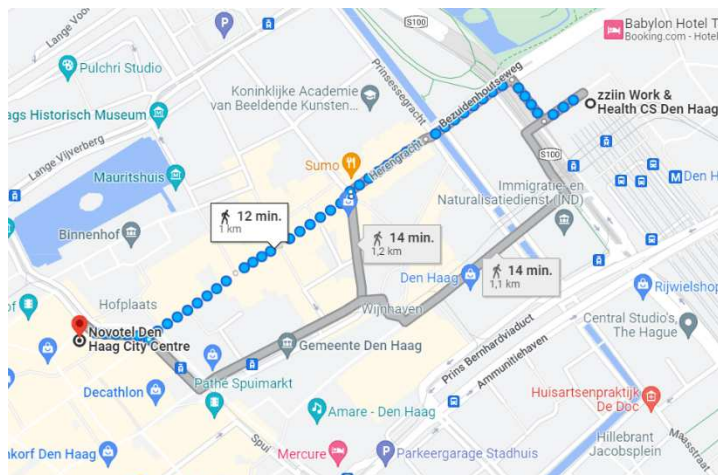 Lange Voo
S100
Babylon Hotel T
Booking.com - Hotel
Pulchri Studio
Prinsessegracht
Koninklijke Academie
van Beeldende Kunsten...
Bezuidenhoutseweg
zziin Work &
Health CS Den Haag
ags Historisch Museum
Lange Vijverberg
Sumo
Herengracht
S100
Mauritshuis
Immigratie- en
Naturalisatiedienst (IND)
Den H
12 min.
1 km
Binnenhof
14 min.
1,2 km
Den Haag
14 min.
1,1 km
Rijwielshop
Hofplaats
of
Wijnhaven
Novotel Den
Haag City Centre
Central Studio's,
The Hague
Gemeente Den Haag
Prins Bernhardviaduct
Ammunitiehaven
Decathlon
Pathé Spuimarkt
Huisartsenpraktijk
De Doc
Amare - Den Haag
Maasstraat
Spui
Hillebrant
Jacobsplein
nkorf Den Haag
Mercure
Parkeergarage Stadhuis